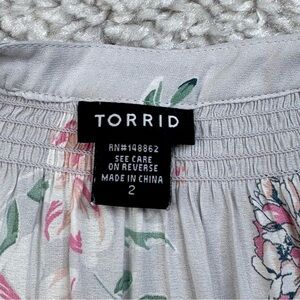 TORRID
RN#148862
SEE CARE
ON REVERSE
MADE IN CHINA
2